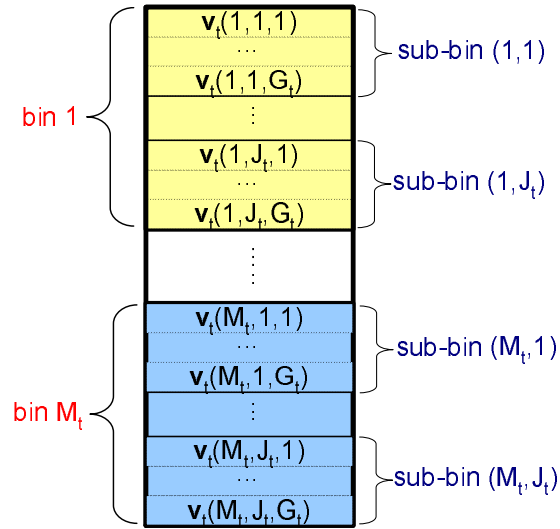 v_t(1,1,1)
sub-bin (1,1)
...
v_t(1,1,G_t)
bin 1
⋮
v_t(1,J_t,1)
...
sub-bin (1,J_t)
v_t(1,J_t,G_t)
⋮
v_t(M_t,1,1)
...
sub-bin (M_t,1)
v_t(M_t,1,G_t)
bin M_t
⋮
v_t(M_t,J_t,1)
...
sub-bin (M_t,J_t)
v_t(M_t,J_t,G_t)